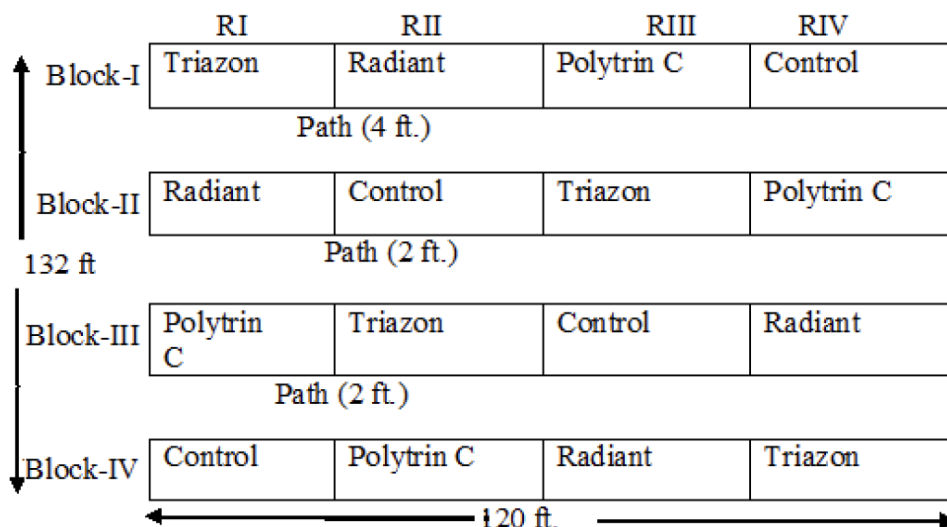 RI RII RIII RIV
Block-I Triazon Radiant Polytrin C Control
Path (4 ft.)
Block-II Radiant Control Triazon Polytrin C
Path (2 ft.)
132 ft
Block-III Polytrin C Triazon Control Radiant
Path (2 ft.)
Block-IV Control Polytrin C Radiant Triazon
120 ft.